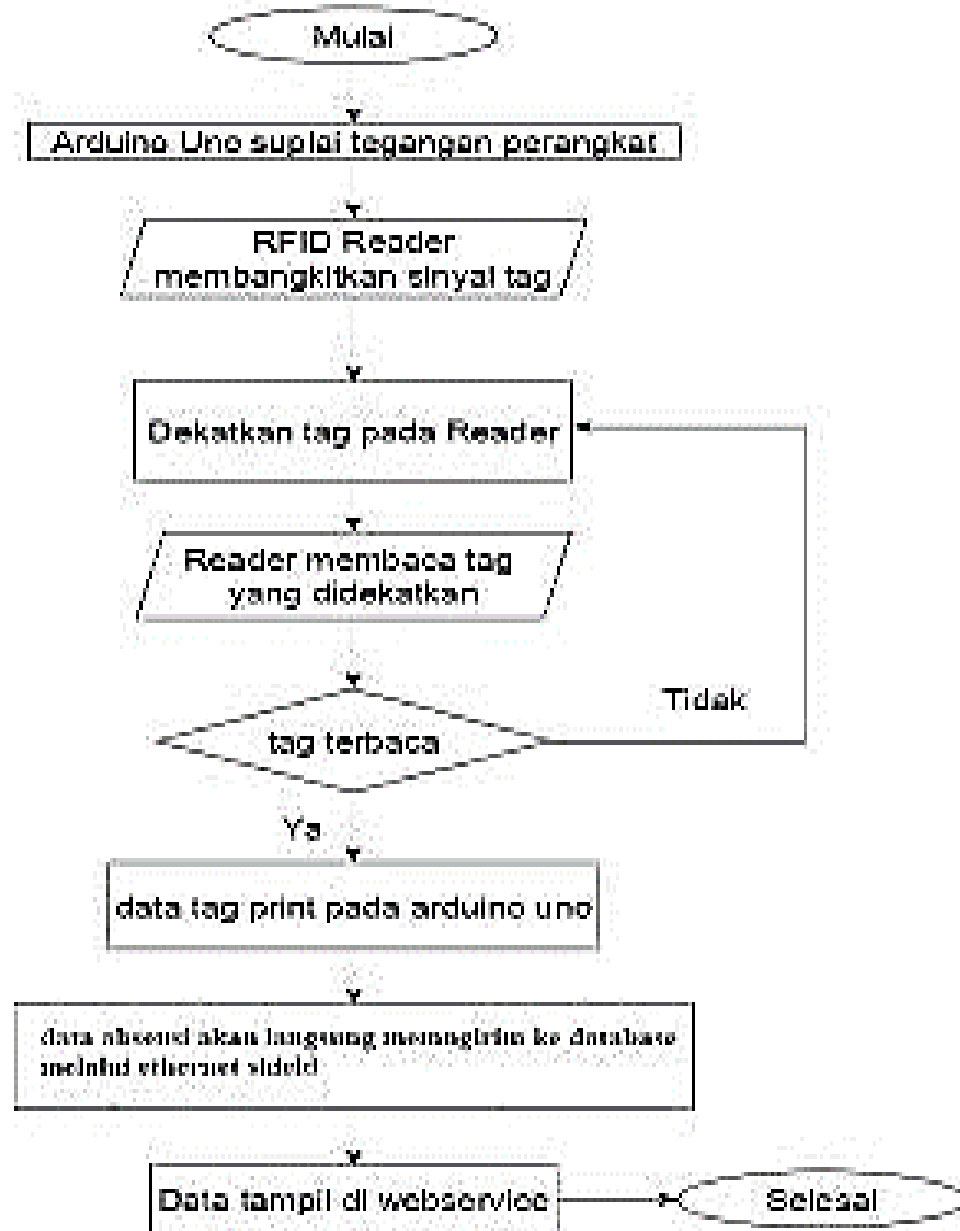 Mulai
Arduino Uno suplai tegangan perangkat
RFID Reader
membangkitkan sinyal tag
Dekatkan tag pada Reader
Reader membaca tag
yang didekatkan
Tidak
tag terbaca
Ya
data tag print pada arduino uno
data absensi akan langsung menngirim ke database
melalui ethernet
Data tampil di webservice
Selesai